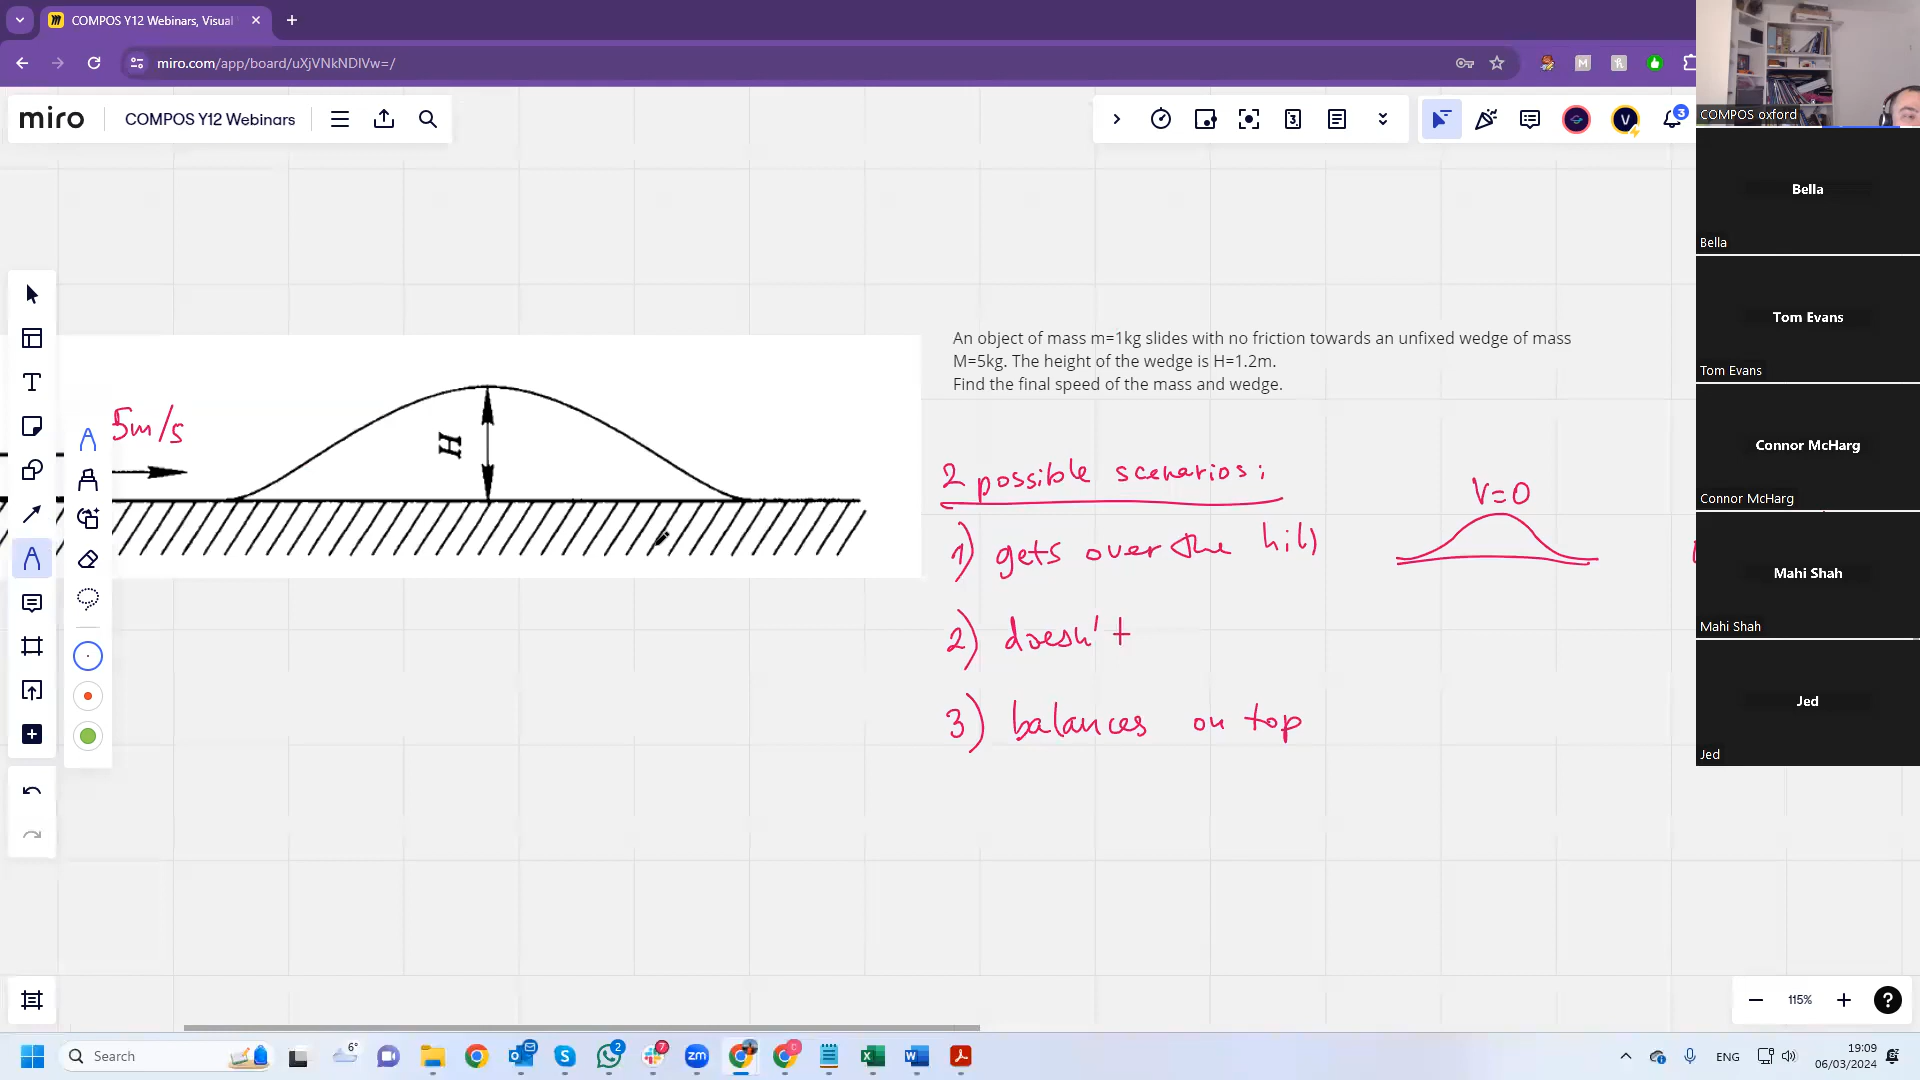 COMPOS Y12 Webinars, Visual
miro.com/app/board/uXjVNkNDIVw=/
miro
COMPOS Y12 Webinars
3
COMPOS oxford
Bella
Bella
Tom Evans
Tom Evans
Connor McHarg
Connor McHarg
Mahi Shah
Mahi Shah
Jed
Jed
5m/s
H
An object of mass m=1kg slides with no friction towards an unfixed wedge of mass
M=5kg. The height of the wedge is H=1.2m.
Find the final speed of the mass and wedge.
2 possible scenarios:
1) gets over the hill
2) doesn't
3) balances on top
V=0
115%
Search
6°
2
7
ENG
19:09
06/03/2024